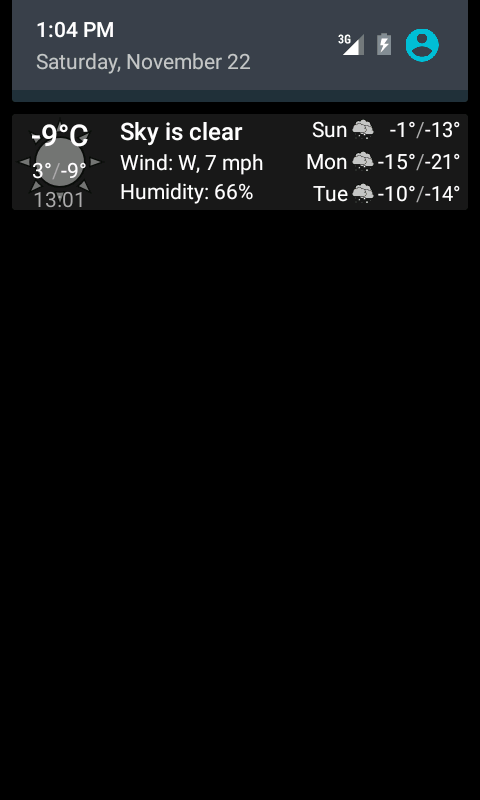 1:04 PM
Saturday, November 22
3G
-9°C
3°/-9°
13:01
Sky is clear
Wind: W, 7 mph
Humidity: 66%
Sun -1°/-13°
Mon -15°/-21°
Tue -10°/-14°